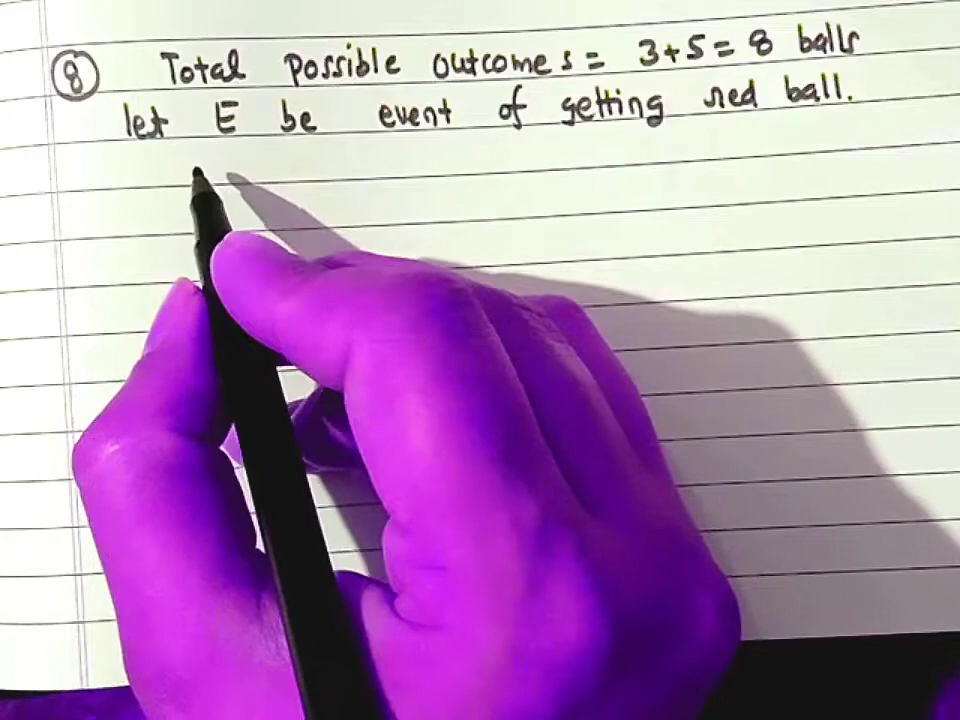 8 Total possible outcomes = 3+5 = 8 balls
let E be event of getting red ball.